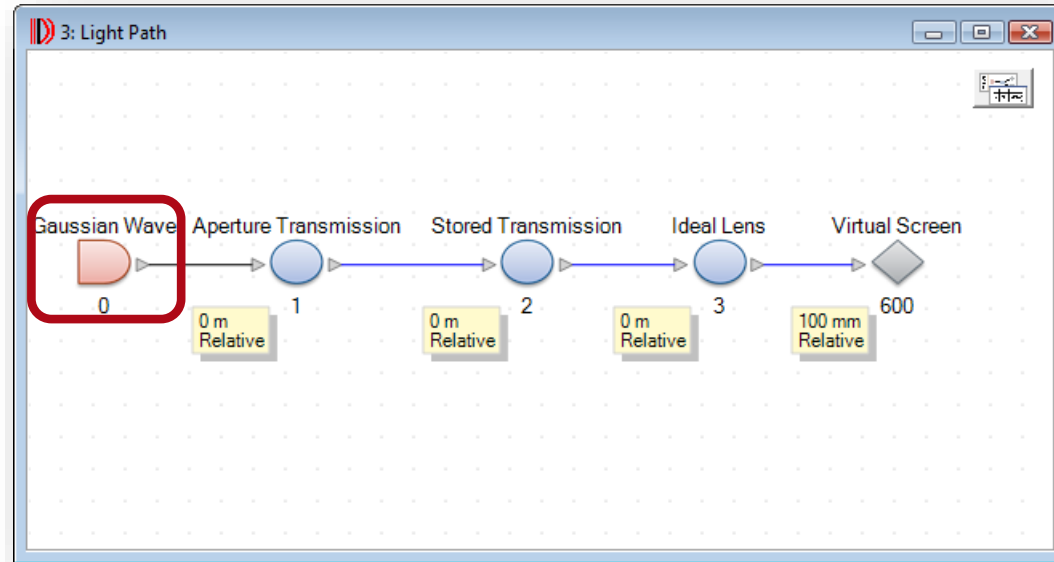 3: Light Path
Gaussian Wave Aperture Transmission Stored Transmission Ideal Lens Virtual Screen
0 1 2 3 600
0 m 0 m 0 m 100 mm
Relative Relative Relative Relative